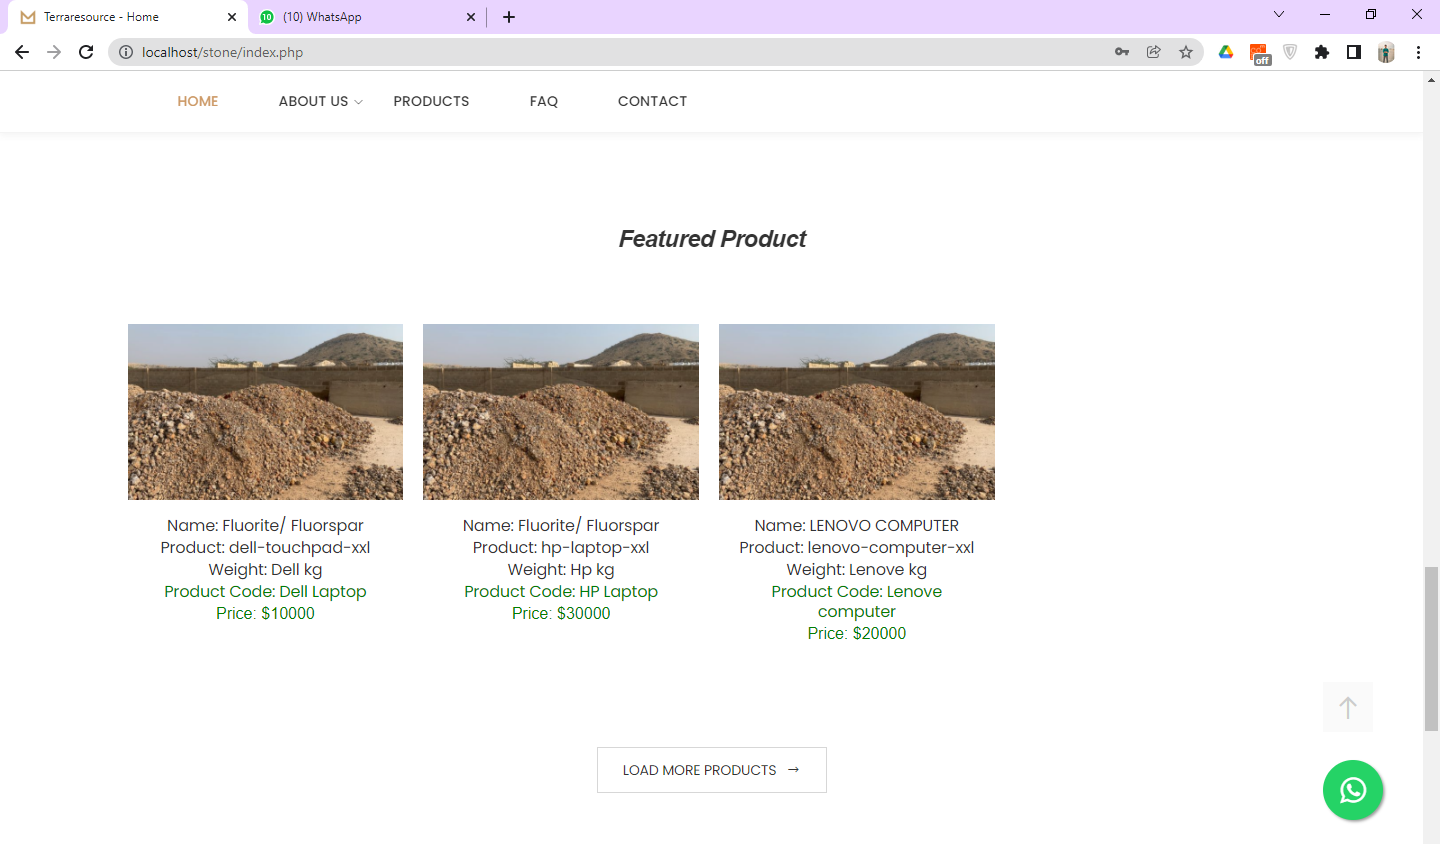 Terraresource - Home
(10) WhatsApp
localhost/stone/index.php
off
HOME
ABOUT US
PRODUCTS
FAQ
CONTACT
Featured Product
Name: Fluorite/ Fluorspar
Product: dell-touchpad-xxl
Weight: Dell kg
Product Code: Dell Laptop
Price: $10000
Name: Fluorite/ Fluorspar
Product: hp-laptop-xxl
Weight: Hp kg
Product Code: HP Laptop
Price: $30000
Name: LENOVO COMPUTER
Product: lenovo-computer-xxl
Weight: Lenove kg
Product Code: Lenove
computer
Price: $20000
LOAD MORE PRODUCTS →